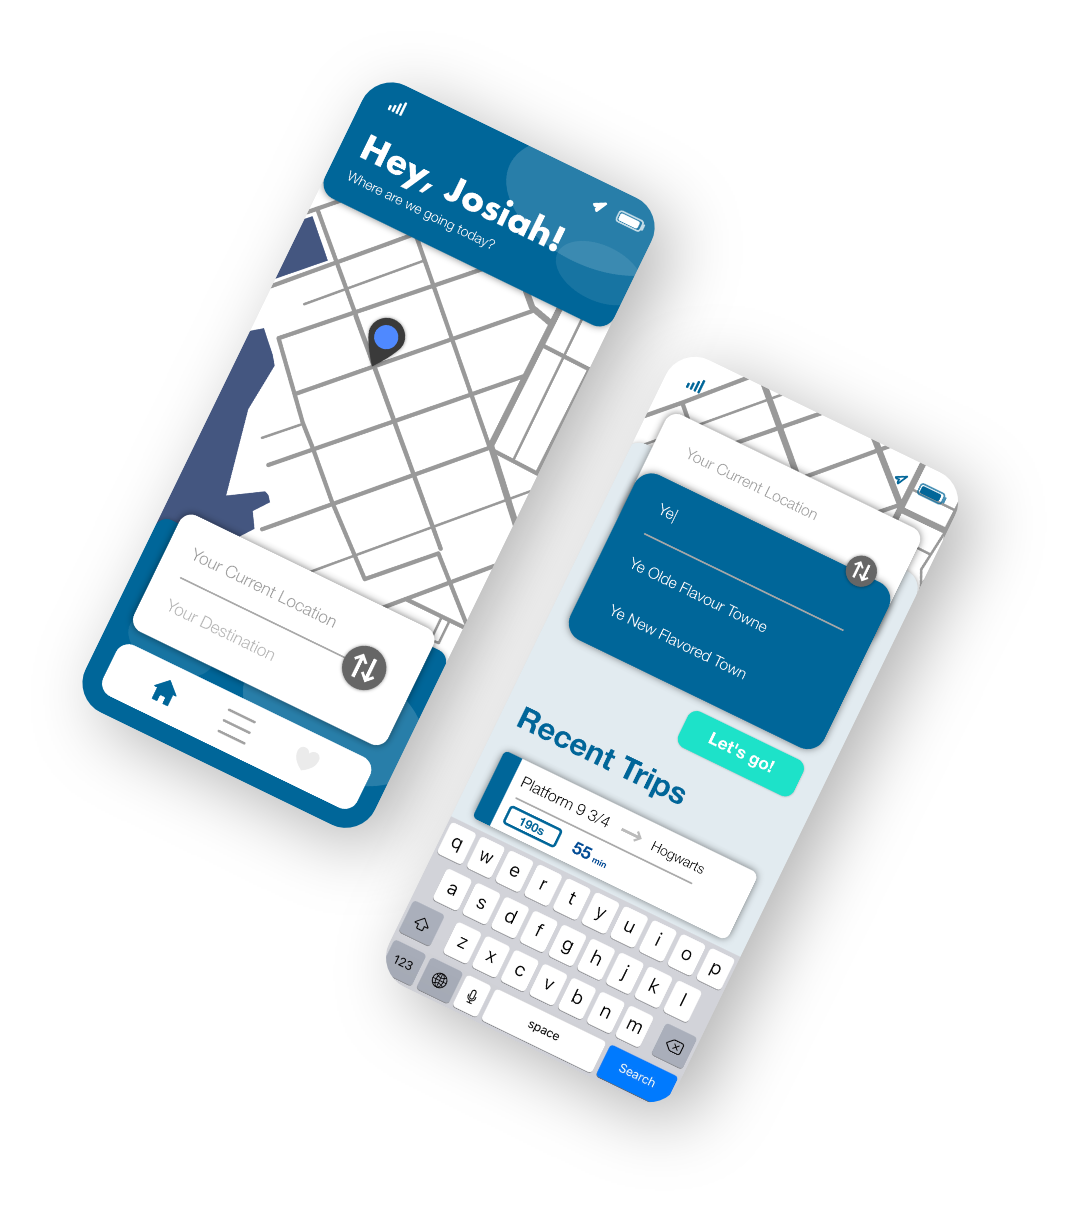 Hey, Josiah!
Where are we going today?
Your Current Location
Your Destination
Your Current Location
Ye
Ye Olde Flavour Towne
Ye New Flavored Town
Let's go!
Recent Trips
Platform 9 3/4
Hogwarts
190s
55 min
q w e r t y u i o p
a s d f g h j k l
z x c v b n m
123
space
Search